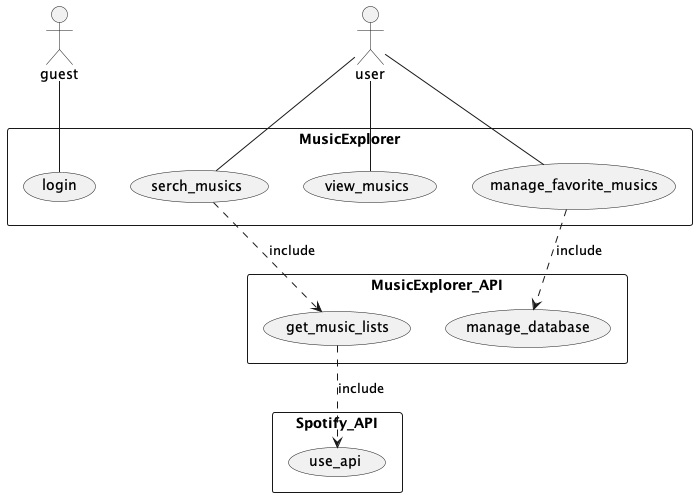 guest
user
MusicExplorer
login
serch_musics
view_musics
manage_favorite_musics
include
include
MusicExplorer_API
get_music_lists
manage_database
include
Spotify_API
use_api